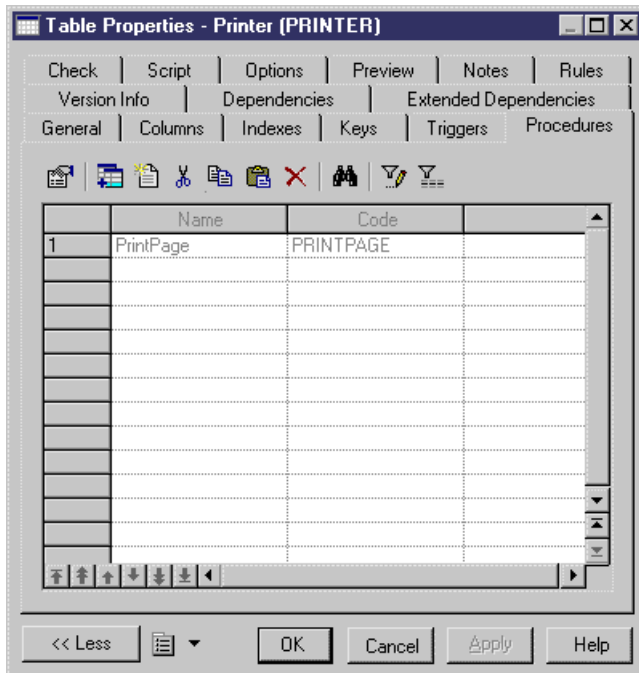 Table Properties - Printer (PRINTER)
Check Script Options Preview Notes Rules
Version Info Dependencies Extended Dependencies
General Columns Indexes Keys Triggers Procedures
Name Code
1 PrintPage PRINTPAGE
<< Less OK Cancel Apply Help